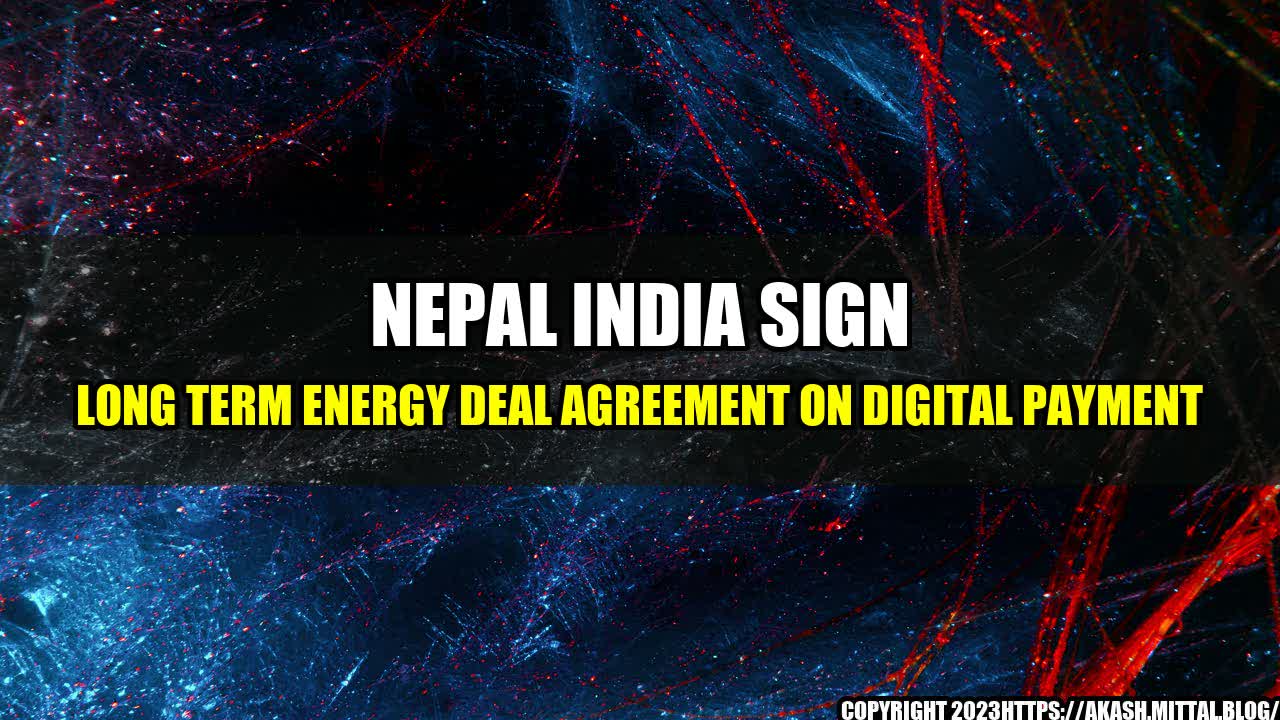 NEPAL INDIA SIGN
LONG TERM ENERGY DEAL AGREEMENT ON DIGITAL PAYMENT
COPYRIGHT 2023HTTPS://AKASH.MITTAL.BLOG/